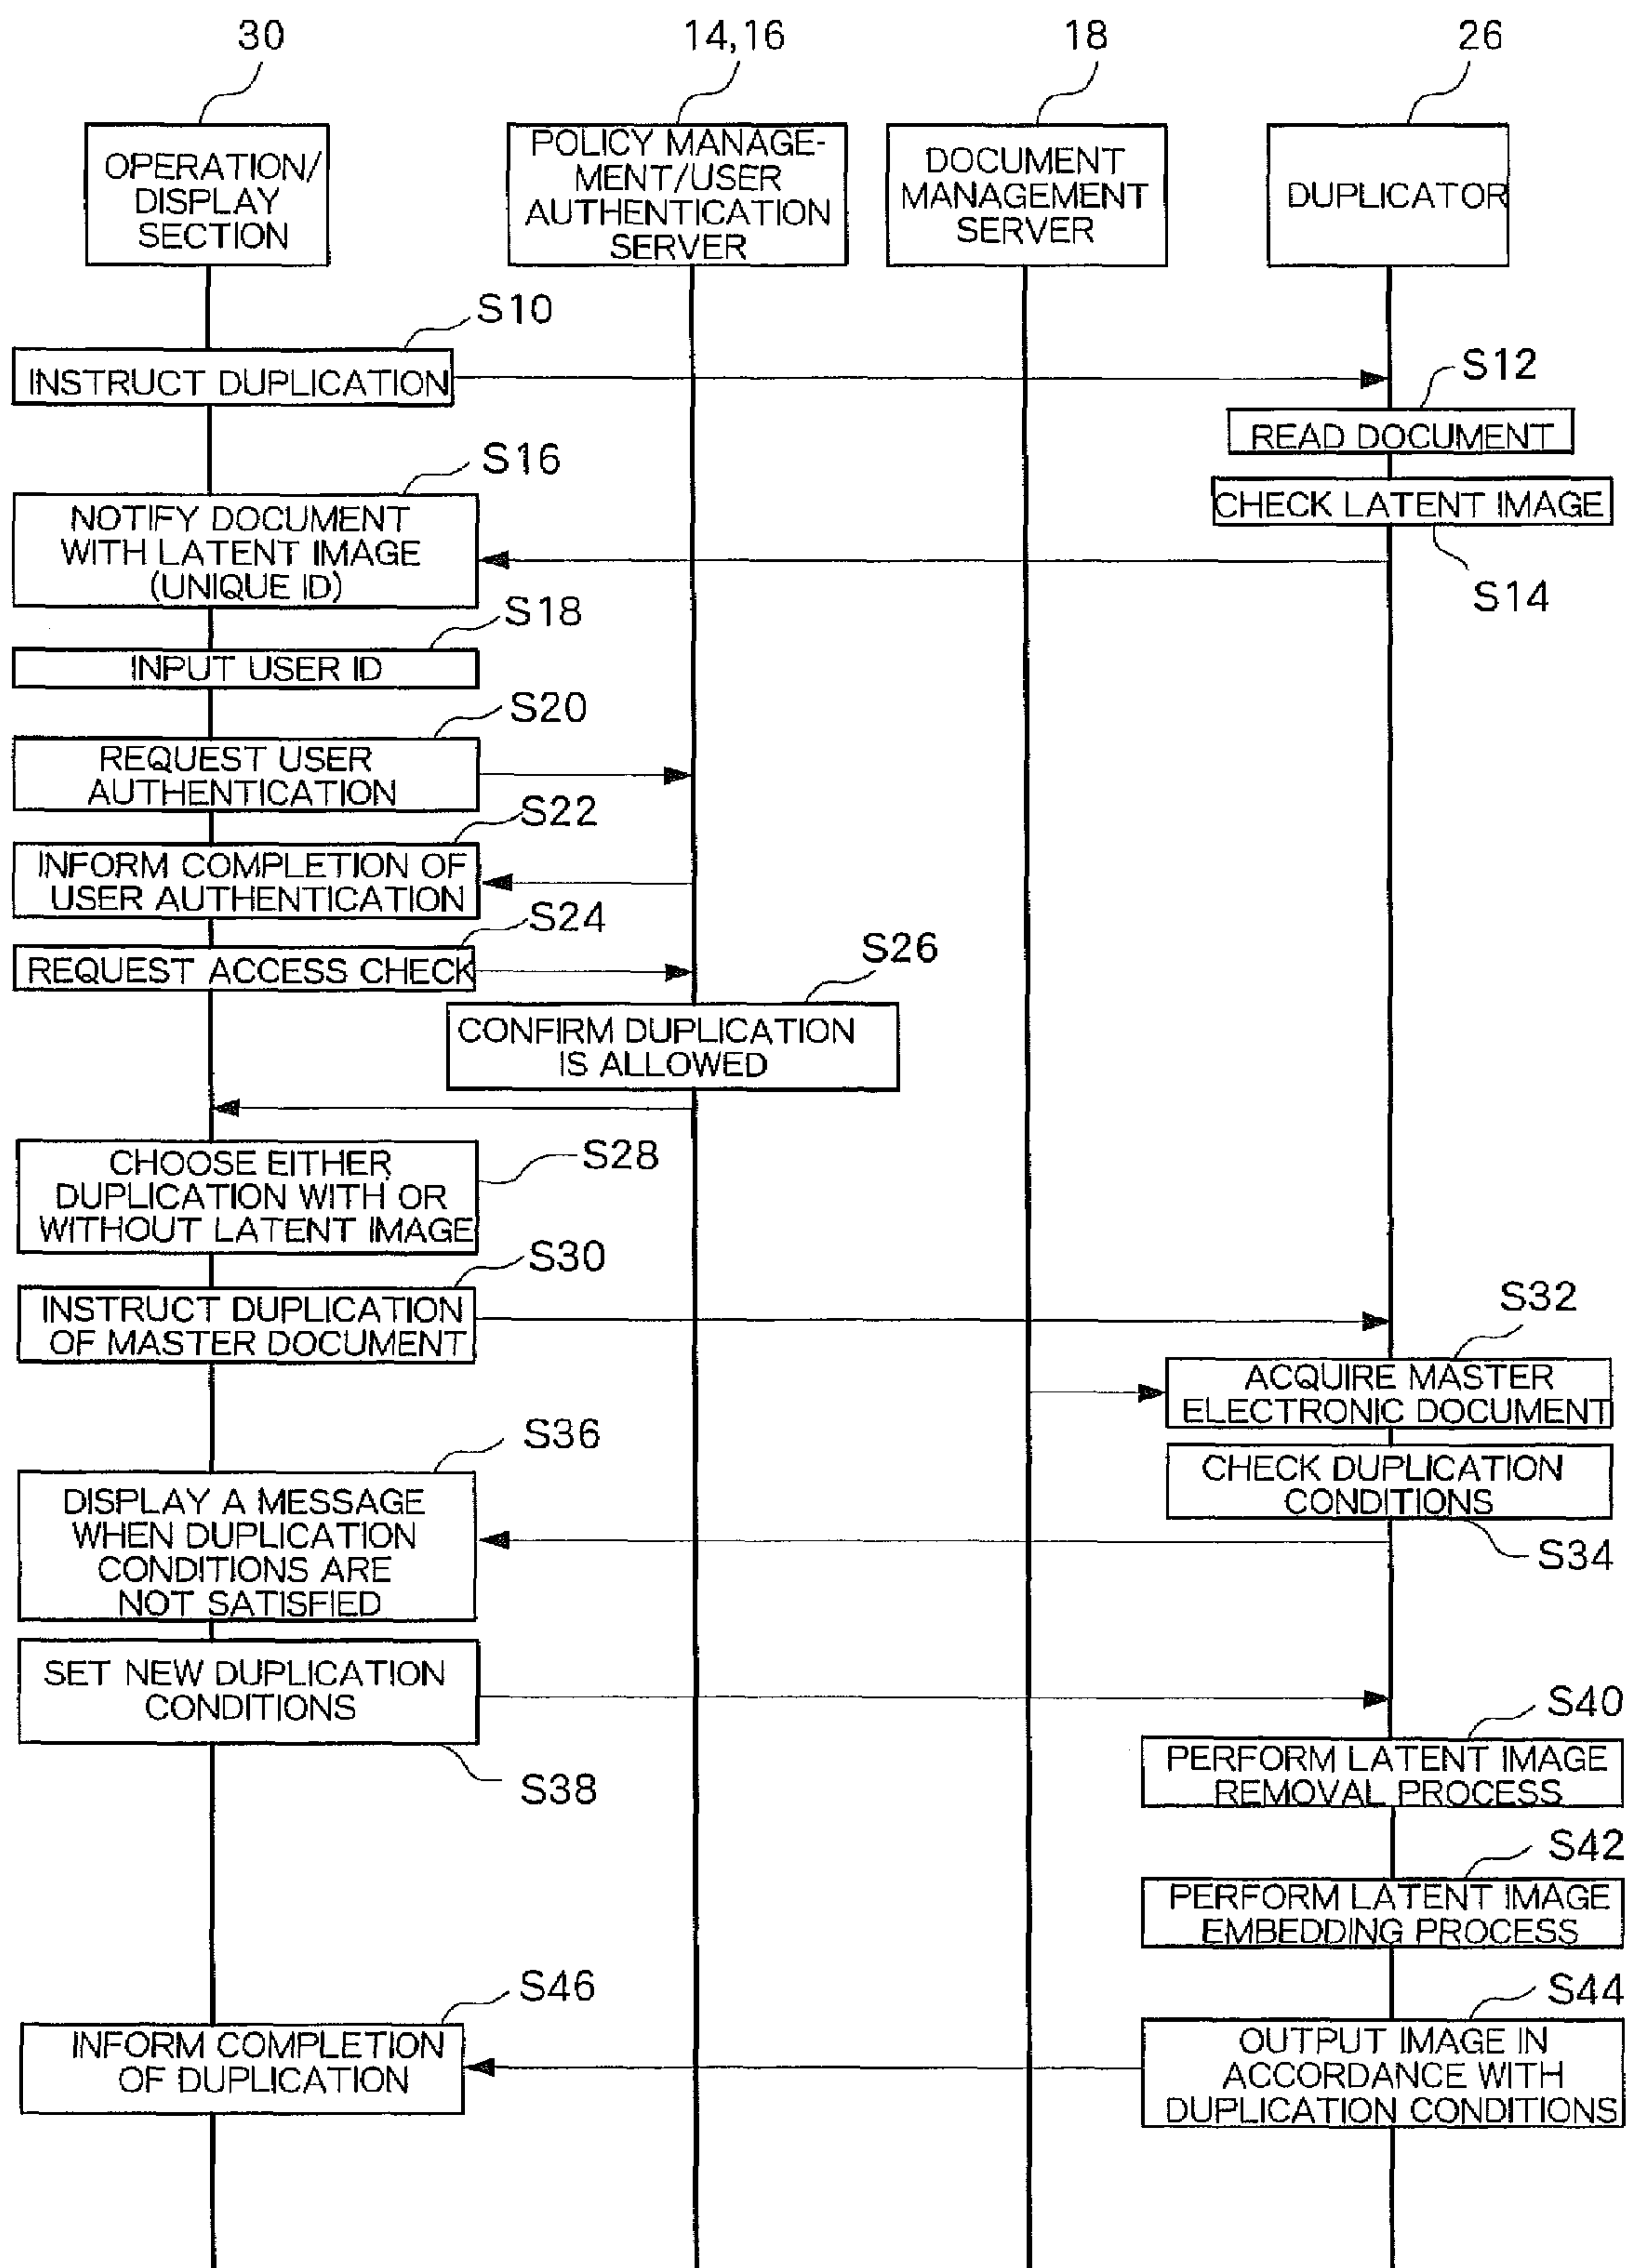 30
14,16
18
26
OPERATION/
DISPLAY
SECTION
POLICY MANAGE-
MENT/USER
AUTHENTICATION
SERVER
DOCUMENT
MANAGEMENT
SERVER
DUPLICATOR
S10
INSTRUCT DUPLICATION
S12
READ DOCUMENT
CHECK LATENT IMAGE
S14
S16
NOTIFY DOCUMENT
WITH LATENT IMAGE
(UNIQUE ID)
S18
INPUT USER ID
S20
REQUEST USER
AUTHENTICATION
S22
INFORM COMPLETION OF
USER AUTHENTICATION
S24
REQUEST ACCESS CHECK
S26
CONFIRM DUPLICATION
IS ALLOWED
S28
CHOOSE EITHER
DUPLICATION WITH OR
WITHOUT LATENT IMAGE
S30
INSTRUCT DUPLICATION
OF MASTER DOCUMENT
S32
ACQUIRE MASTER
ELECTRONIC DOCUMENT
CHECK DUPLICATION
CONDITIONS
S34
S36
DISPLAY A MESSAGE
WHEN DUPLICATION
CONDITIONS ARE
NOT SATISFIED
SET NEW DUPLICATION
CONDITIONS
S38
S40
PERFORM LATENT IMAGE
REMOVAL PROCESS
S42
PERFORM LATENT IMAGE
EMBEDDING PROCESS
S44
OUTPUT IMAGE IN
ACCORDANCE WITH
DUPLICATION CONDITIONS
S46
INFORM COMPLETION
OF DUPLICATION